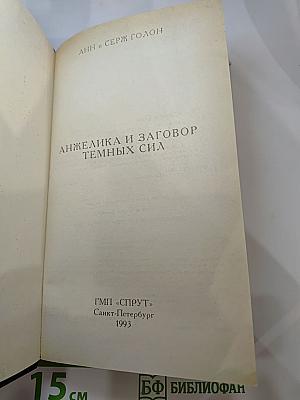 АНН и СЕРЖ ГОЛОН
АНЖЕЛИКА И ЗАГОВОР
ТЕМНЫХ СИЛ
ГМП «СПРУТ»
Санкт-Петербург
1993
15 см
БФ БИБЛИОФАН